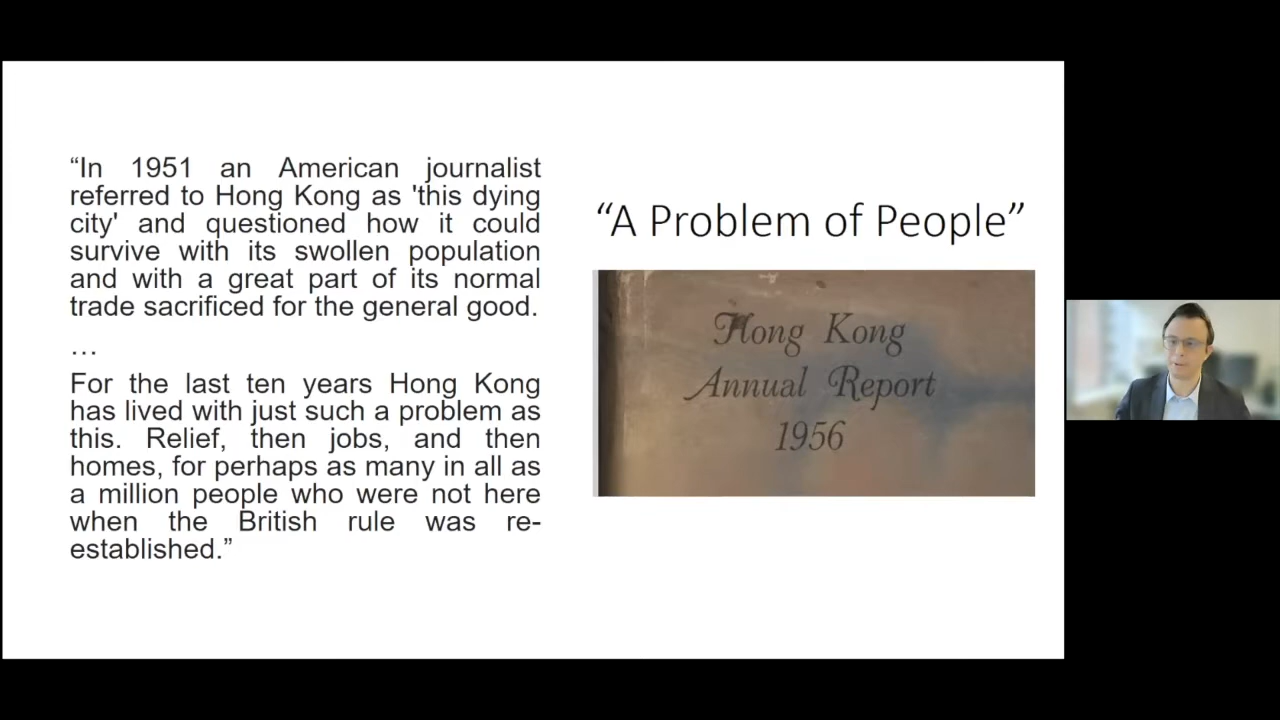 “In 1951 an American journalist
referred to Hong Kong as 'this dying
city' and questioned how it could
survive with its swollen population
and with a great part of its normal
trade sacrificed for the general good.
…
For the last ten years Hong Kong
has lived with just such a problem as
this. Relief, then jobs, and then
homes, for perhaps as many in all as
a million people who were not here
when the British rule was re-
established.”
“A Problem of People”
Hong Kong
Annual Report
1956